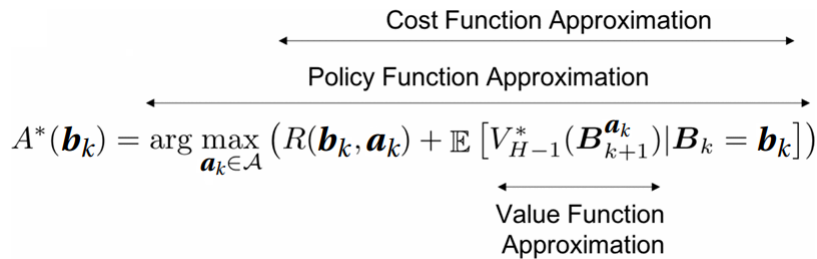 Cost Function Approximation
Policy Function Approximation
A*(b_k) = arg max_{a_k∈𝒜} (R(b_k, a_k) + 𝔼 [V*_{H−1}(B^{a_k}_{k+1})|B_k = b_k])
Value Function
Approximation